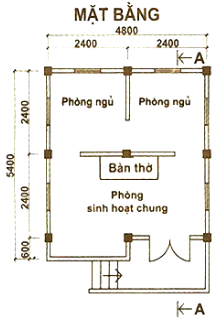 MẶT BẰNG
4800
2400 2400
A
Phòng ngủ Phòng ngủ
2400
5400
Bàn thờ
2400
Phòng
sinh hoạt chung
600
A